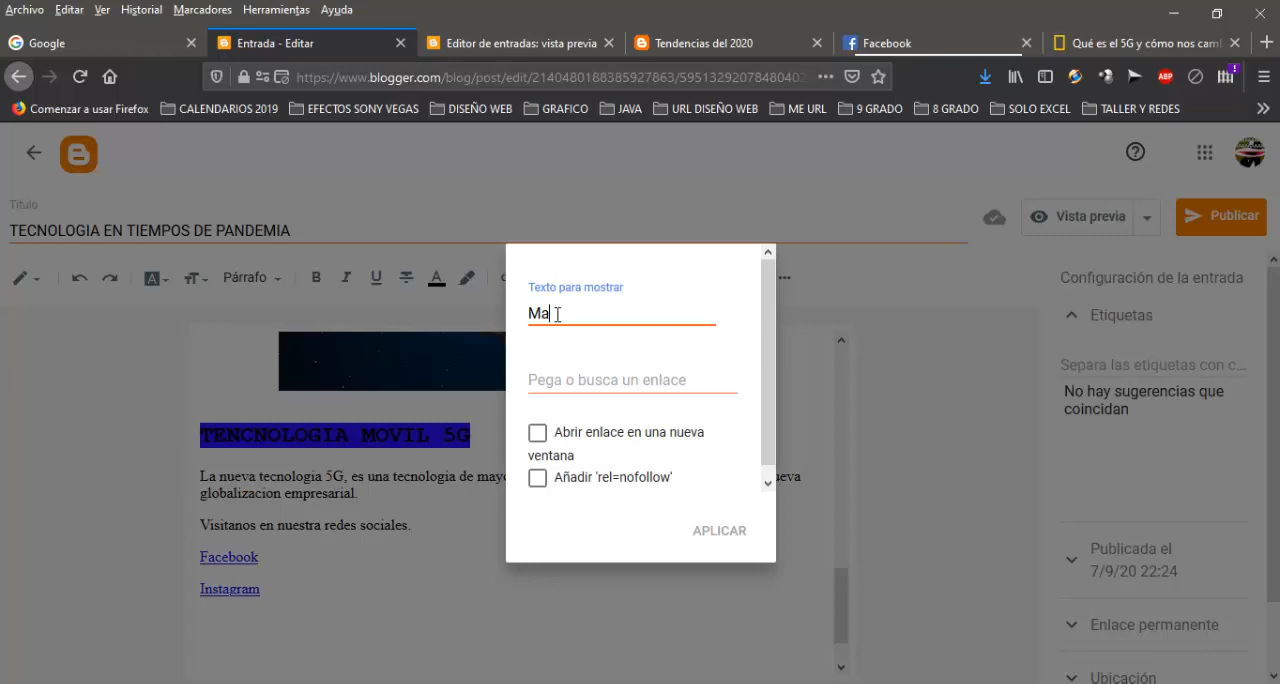 Archivo Editar Ver Historial Marcadores Herramientas Ayuda
Google
Entrada - Editar
Editor de entradas: vista previa
Tendencias del 2020
Facebook
Qué es el 5G y cómo nos camb
https://www.blogger.com/blog/post/edit/2140480188385927863/59513292078480402
ABP
Comenzar a usar Firefox CALENDARIOS 2019 EFECTOS SONY VEGAS DISEÑO WEB GRAFICO JAVA URL DISEÑO WEB ME URL 9 GRADO 8 GRADO SOLO EXCEL TALLER Y REDES
Título
TECNOLOGIA EN TIEMPOS DE PANDEMIA
Vista previa
Publicar
Párrafo B I U A
Configuración de la entrada
Etiquetas
Separa las etiquetas con c...
No hay sugerencias que
coincidan
Publicada el
7/9/20 22:24
Enlace permanente
Ubicación
TENCNOLOGIA MOVIL 5G
La nueva tecnologia 5G, es una tecnologia de mayo
globalizacion empresarial.
Visitanos en nuestra redes sociales.
Facebook
Instagram
Texto para mostrar
Ma
Pega o busca un enlace
Abrir enlace en una nueva
ventana
Añadir 'rel=nofollow'
APLICAR